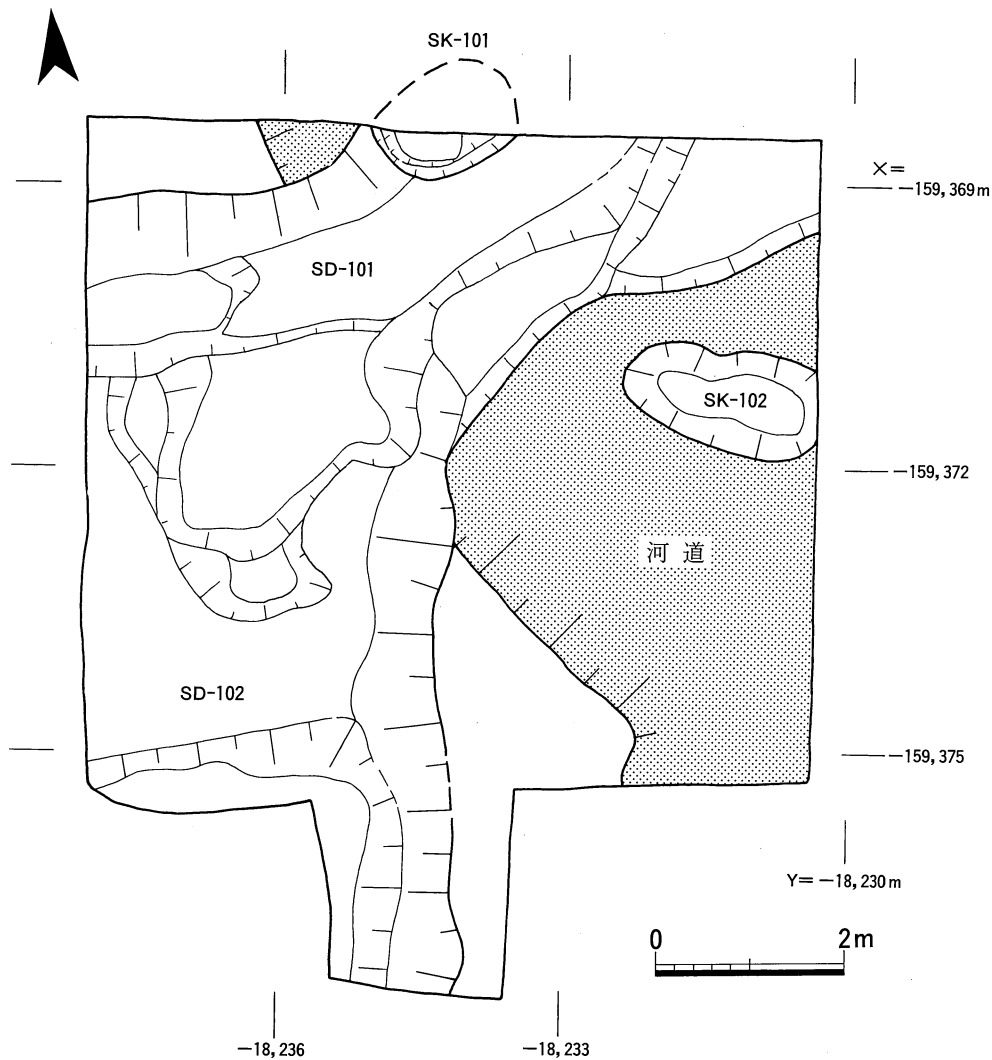 SK-101
X=
-159,369m
SD-101
SK-102
-159,372
河道
SD-102
-159,375
Y= -18,230m
0 2m
-18,236
-18,233